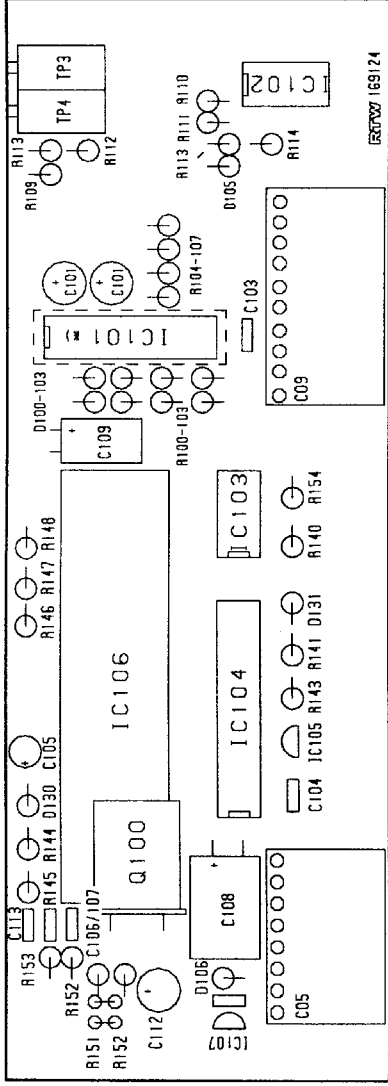 TP3
TP4
R113
R109
R112
R110
R111
R113
IC102
D105
R114
RTW 169124
C101
C101
R104-107
IC101 *)
C103
C09
D100-103
R100-103
C109
R148
R147
R146
IC106
IC103
R154
R140
D131
R141
R143
IC104
IC105
C104
C105
D130
R144
R145
C113
Q100
C106/107
R153
R152
R151
R152
C112
C108
D106
IC107
C05
+
+
+
+
+